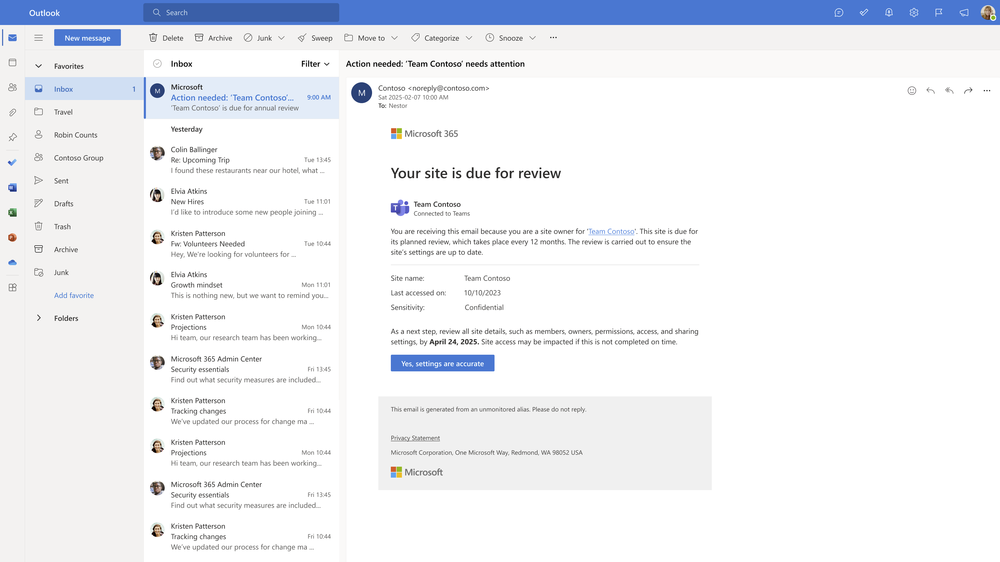 Outlook
Search
8
New message
Delete
Archive
Junk
Sweep
Move to
Categorize
Snooze
Favorites
Inbox
1
Travel
Robin Counts
Contoso Group
Sent
Drafts
Trash
Archive
Junk
Add favorite
Folders
W
X
P
Inbox
Filter
M
Microsoft
Action needed: ‘Team Contoso’...
9:00 AM
‘Team Contoso’ is due for annual review
Yesterday
Colin Ballinger
Re: Upcoming Trip
Tue 13:45
I found these restaurants near our hotel, what ...
Elvia Atkins
New Hires
Tue 11:01
I’d like to introduce some new people joining ...
Kristen Patterson
Fw: Volunteers Needed
Tue 10:44
Hey, We're looking for volunteers for ...
Elvia Atkins
Growth mindset
Mon 11:01
This is nothing new, but we want to remind you...
Kristen Patterson
Projections
Mon 10:44
Hi team, our research team has been working...
Microsoft 365 Admin Center
Security essentials
Fri 13:45
Find out what security measures are included...
Kristen Patterson
Tracking changes
Fri 10:44
We’ve updated our process for change ma ...
Kristen Patterson
Projections
Mon 10:44
Hi team, our research team has been working...
Microsoft 365 Admin Center
Security essentials
Fri 13:45
Find out what security measures are included...
Kristen Patterson
Tracking changes
Fri 10:44
We’ve updated our process for change ma ...
Action needed: ‘Team Contoso’ needs attention
M
Contoso <noreply@contoso.com>
Sat 2025-02-07 10:00 AM
To: Nestor
Microsoft 365
Your site is due for review
T
Team Contoso
Connected to Teams
You are receiving this email because you are a site owner for 'Team Contoso'. This site is due for
its planned review, which takes place every 12 months. The review is carried out to ensure the
site’s settings are up to date.
Site name: Team Contoso
Last accessed on: 10/10/2023
Sensitivity: Confidential
As a next step, review all site details, such as members, owners, permissions, access, and sharing
settings, by April 24, 2025. Site access may be impacted if this is not completed on time.
Yes, settings are accurate
This email is generated from an unmonitored alias. Please do not reply.
Privacy Statement
Microsoft Corporation, One Microsoft Way, Redmond, WA 98052 USA
Microsoft